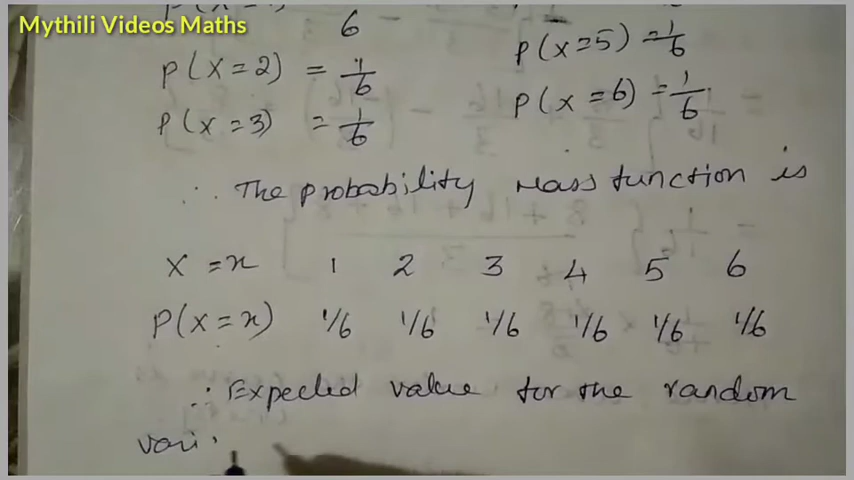 Mythili Videos Maths
6
P(X=5) = 1/6
P(X=2) = 1/6
P(X=6) = 1/6
P(X=3) = 1/6
∴ The probability mass function is
X=x 1 2 3 4 5 6
P(X=x) 1/6 1/6 1/6 1/6 1/6 1/6
∴ Expected value for the random
vari